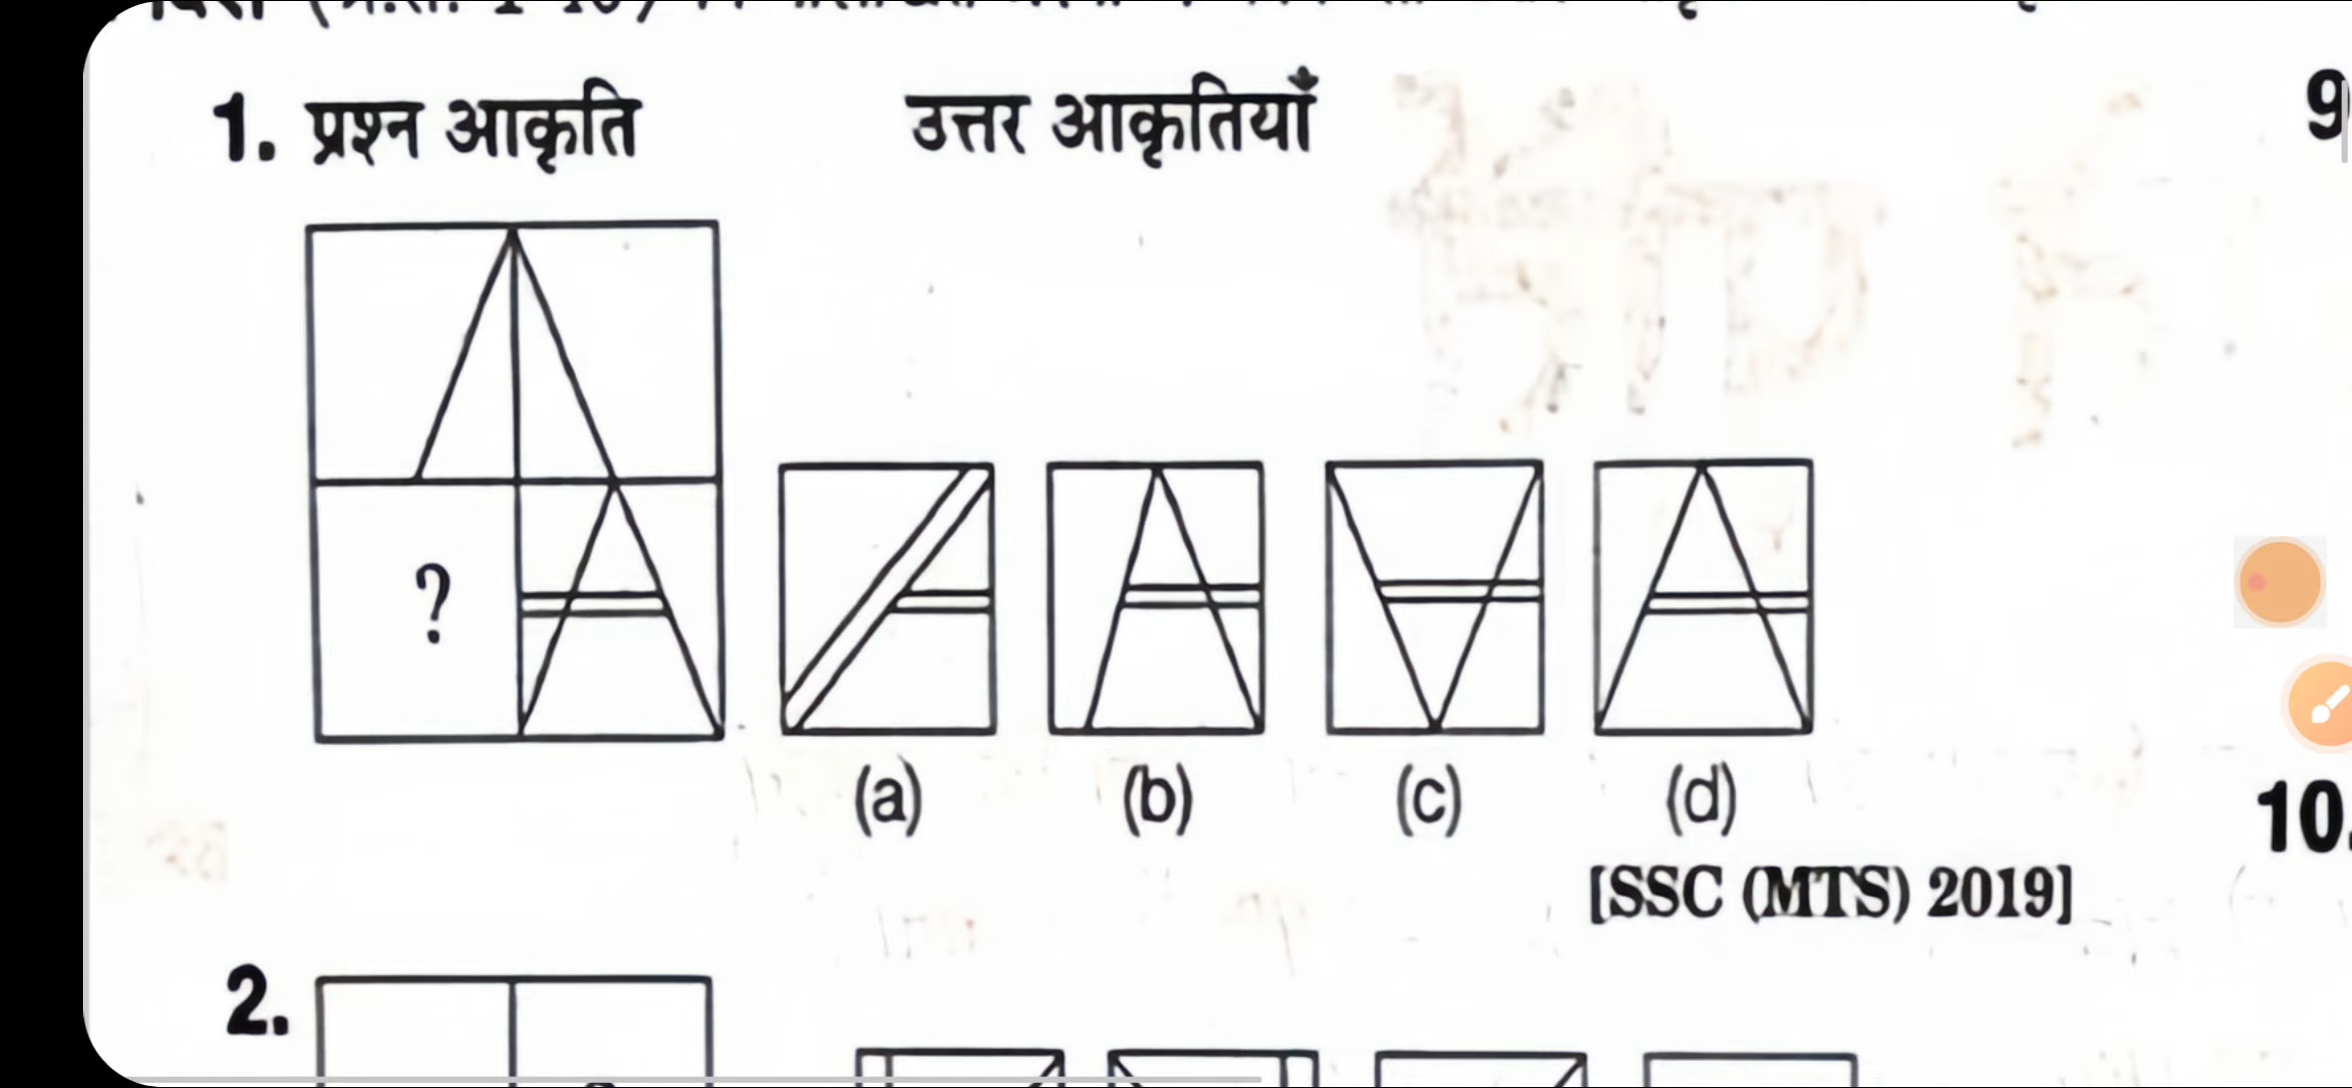 1. प्रश्न आकृति उत्तर आकृतियाँ
?
(a) (b) (c) (d)
[SSC (MTS) 2019]
2.
9
10.